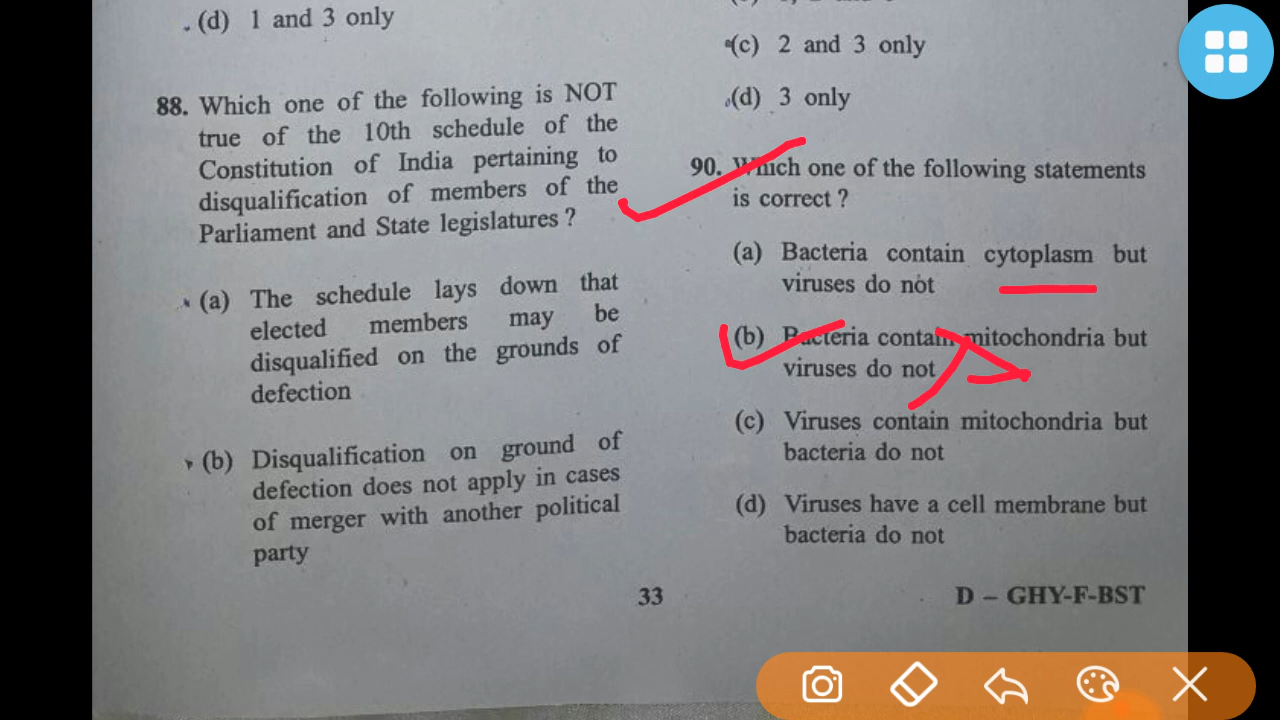 (d) 1 and 3 only
88. Which one of the following is NOT
true of the 10th schedule of the
Constitution of India pertaining to
disqualification of members of the
Parliament and State legislatures ?
(a) The schedule lays down that
elected members may be
disqualified on the grounds of
defection
(b) Disqualification on ground of
defection does not apply in cases
of merger with another political
party
(c) 2 and 3 only
(d) 3 only
90. Which one of the following statements
is correct ?
(a) Bacteria contain cytoplasm but
viruses do not
(b) Bacteria contain mitochondria but
viruses do not
(c) Viruses contain mitochondria but
bacteria do not
(d) Viruses have a cell membrane but
bacteria do not
33
D – GHY-F-BST